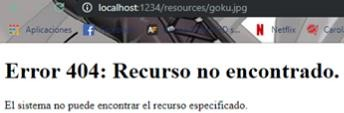 localhost:1234/resources/goku.jpg
Aplicaciones
Netflix
Error 404: Recurso no encontrado.
El sistema no puede encontrar el recurso especificado.